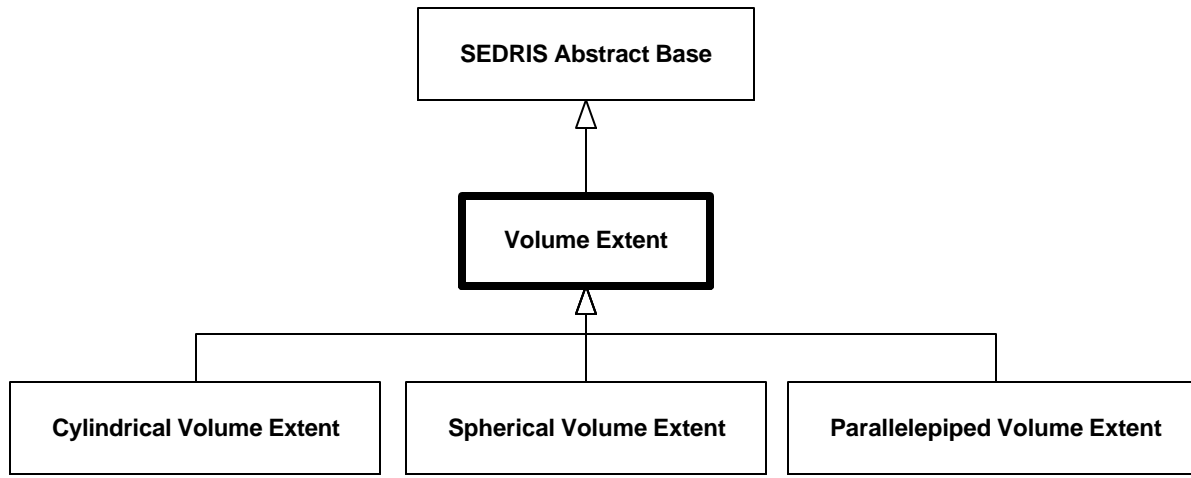 SEDRIS Abstract Base
Volume Extent
Cylindrical Volume Extent
Spherical Volume Extent
Parallelepiped Volume Extent